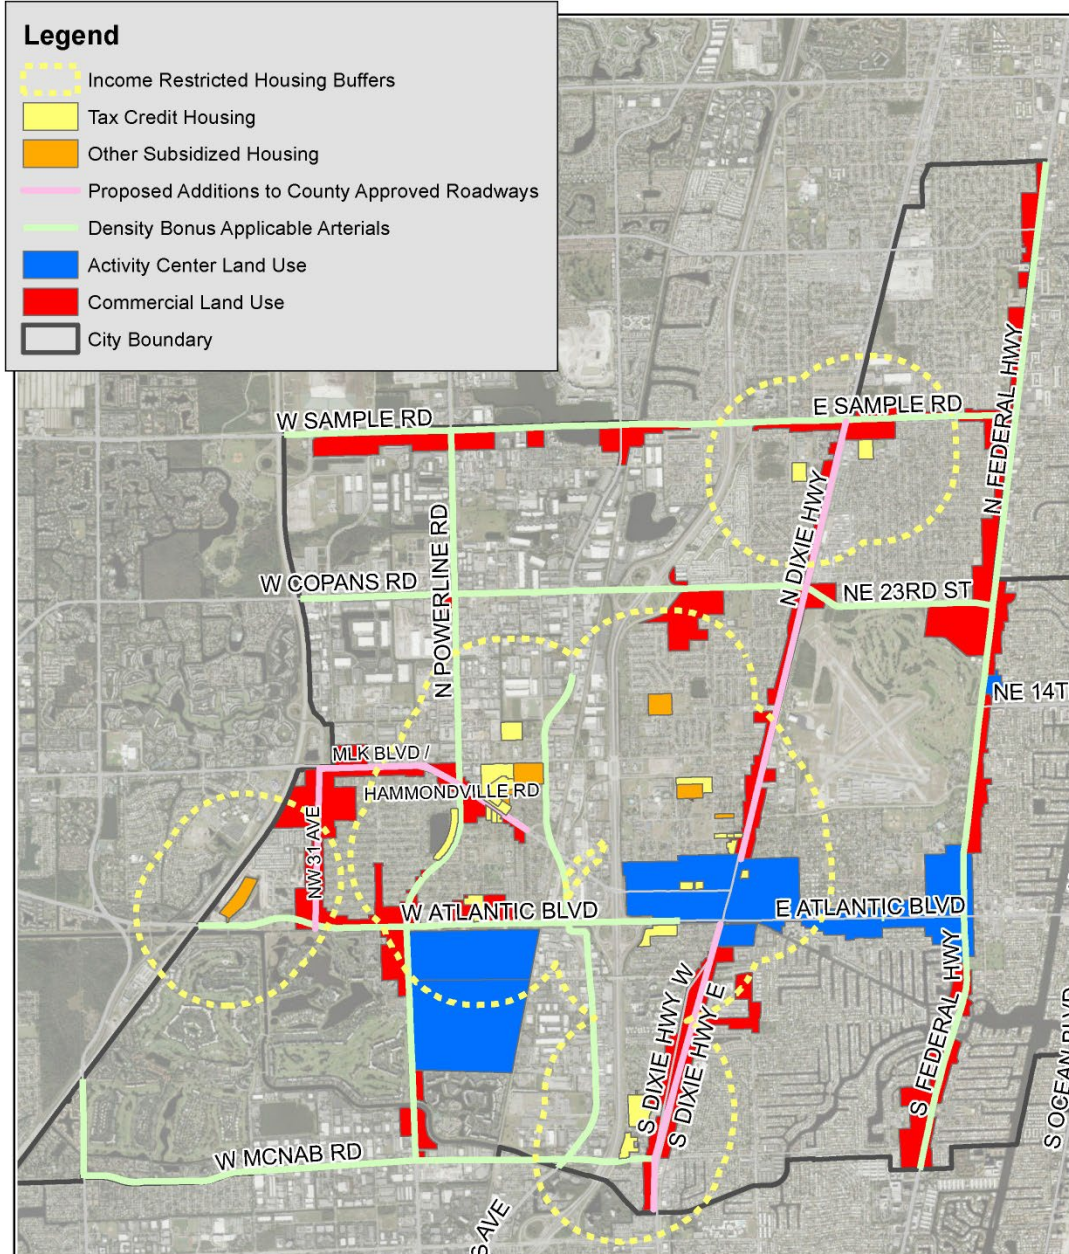 Legend
Income Restricted Housing Buffers
Tax Credit Housing
Other Subsidized Housing
Proposed Additions to County Approved Roadways
Density Bonus Applicable Arterials
Activity Center Land Use
Commercial Land Use
City Boundary
W SAMPLE RD
E SAMPLE RD
N FEDERAL HWY
N DIXIE HWY
N POWERLINE RD
W COPANS RD
NE 23RD ST
NE 14T
MLK BLVD /
HAMMONDVILLE RD
NW 31 AVE
W ATLANTIC BLVD
E ATLANTIC BLVD
S DIXIE HWY W
S DIXIE HWY E
S FEDERAL HWY
S OCEAN BLVD
W MCNAB RD
S AVE